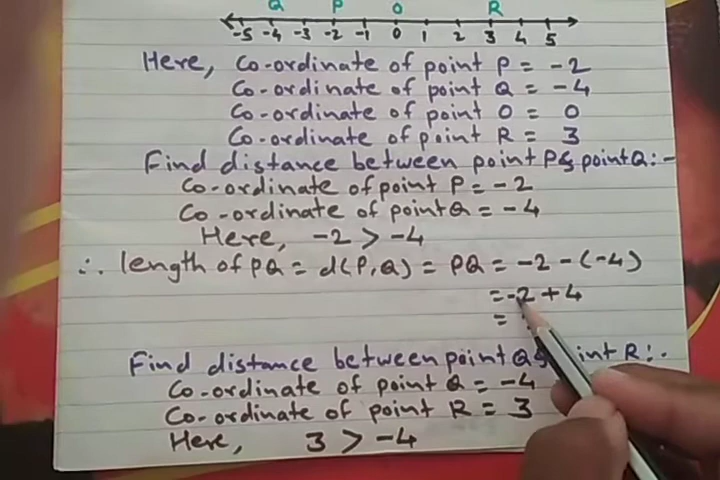 Q P O R
-5 -4 -3 -2 -1 0 1 2 3 4 5
Here, Co-ordinate of point P = -2
Co-ordinate of point Q = -4
Co-ordinate of point O = 0
Co-ordinate of point R = 3
Find distance between point P & point Q:-
Co-ordinate of point P = -2
Co-ordinate of point Q = -4
Here, -2 > -4
∴ length of PQ = d(P,Q) = PQ = -2-(-4)
= -2 + 4
=
Find distance between point Q & R:-
Co-ordinate of point Q = -4
Co-ordinate of point R = 3
Here, 3 > -4